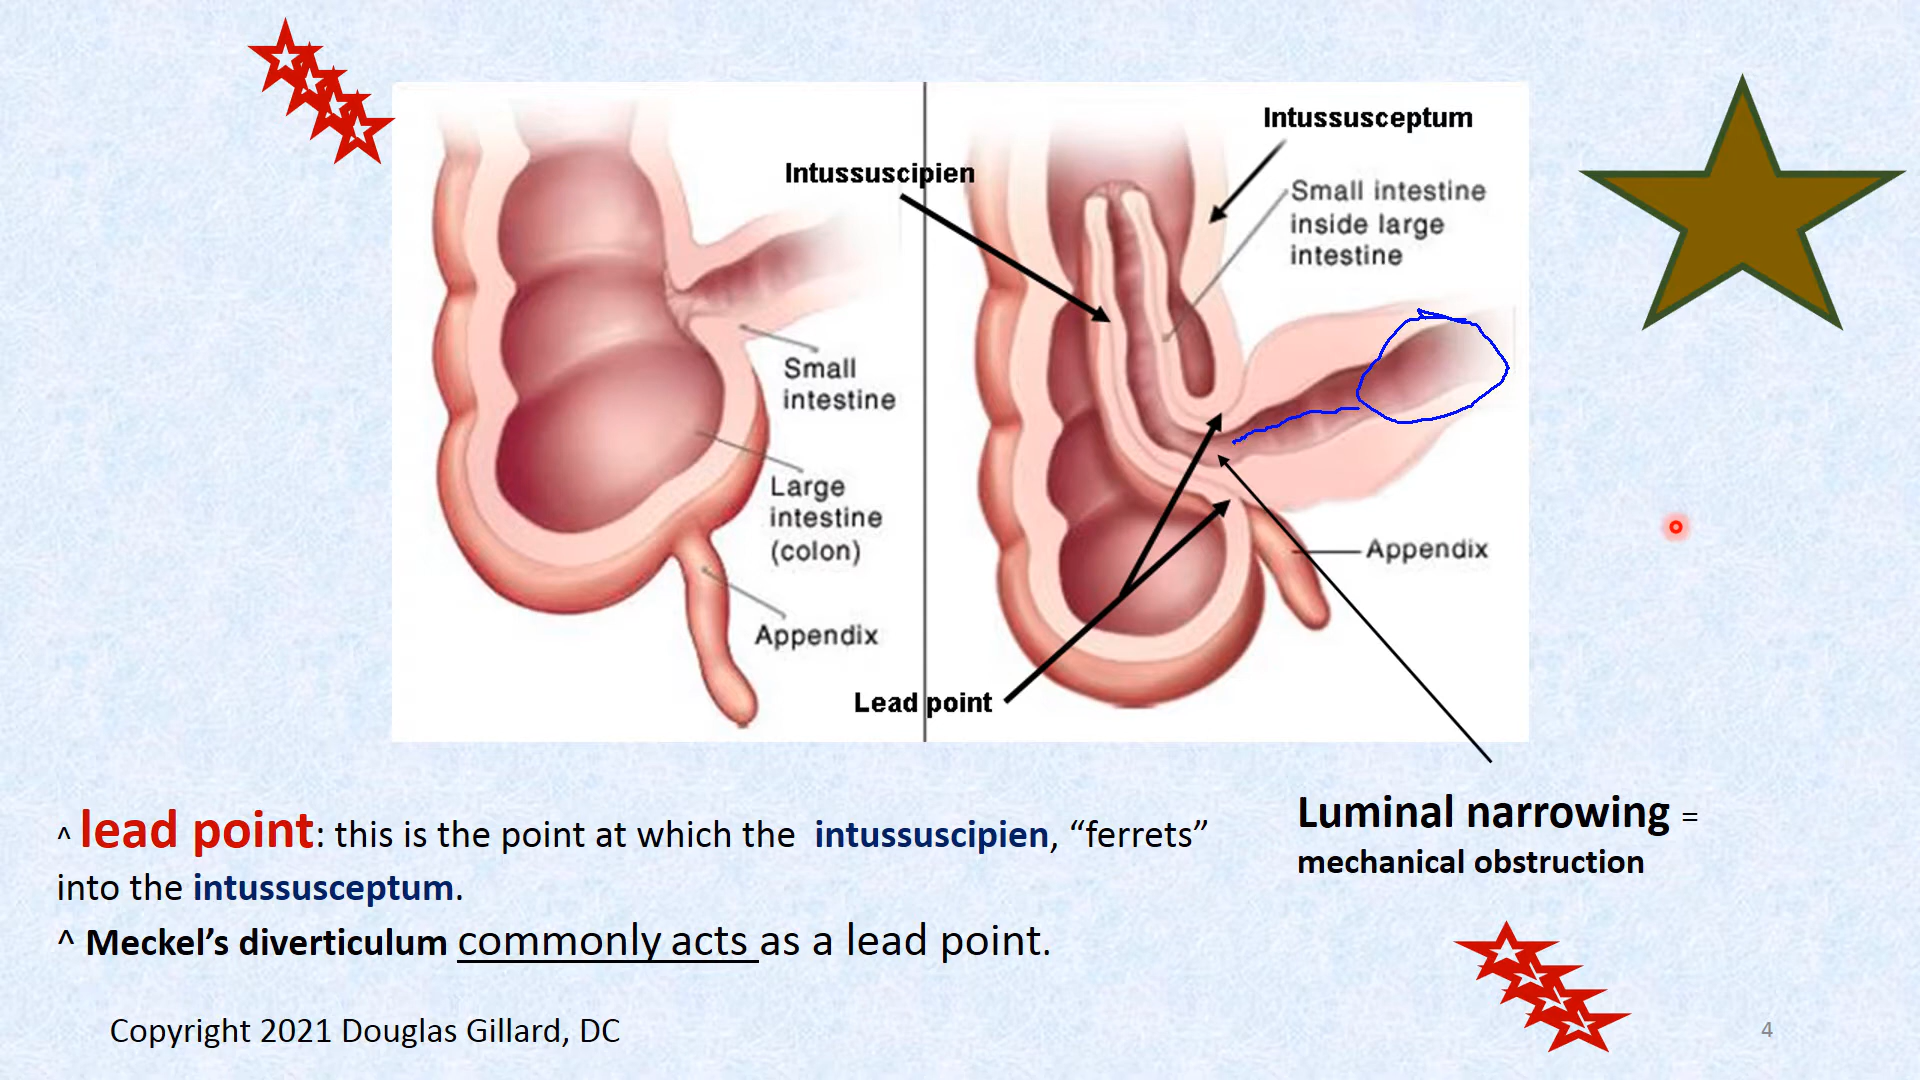 Intussusceptum
Intussuscipien
Small intestine
inside large
intestine
Small
intestine
Large
intestine
(colon)
Appendix
Appendix
Lead point
^ lead point: this is the point at which the intussuscipien, “ferrets”
into the intussusceptum.
^ Meckel’s diverticulum commonly acts as a lead point.
Luminal narrowing =
mechanical obstruction
Copyright 2021 Douglas Gillard, DC
4